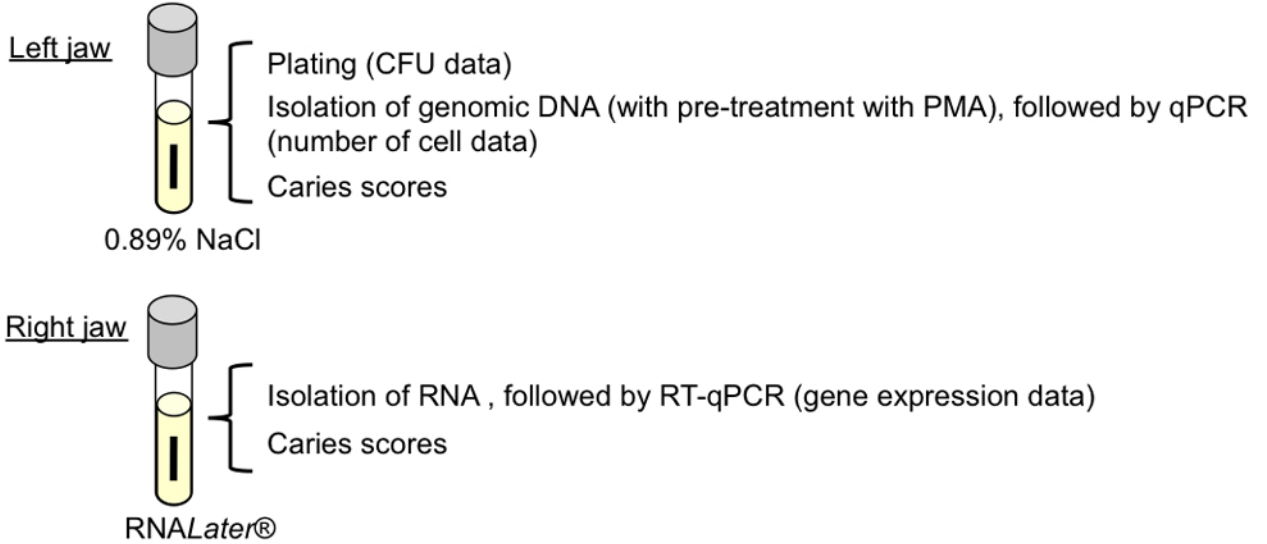 Left jaw
Plating (CFU data)
Isolation of genomic DNA (with pre-treatment with PMA), followed by qPCR
(number of cell data)
Caries scores
0.89% NaCl
Right jaw
Isolation of RNA , followed by RT-qPCR (gene expression data)
Caries scores
RNALater®